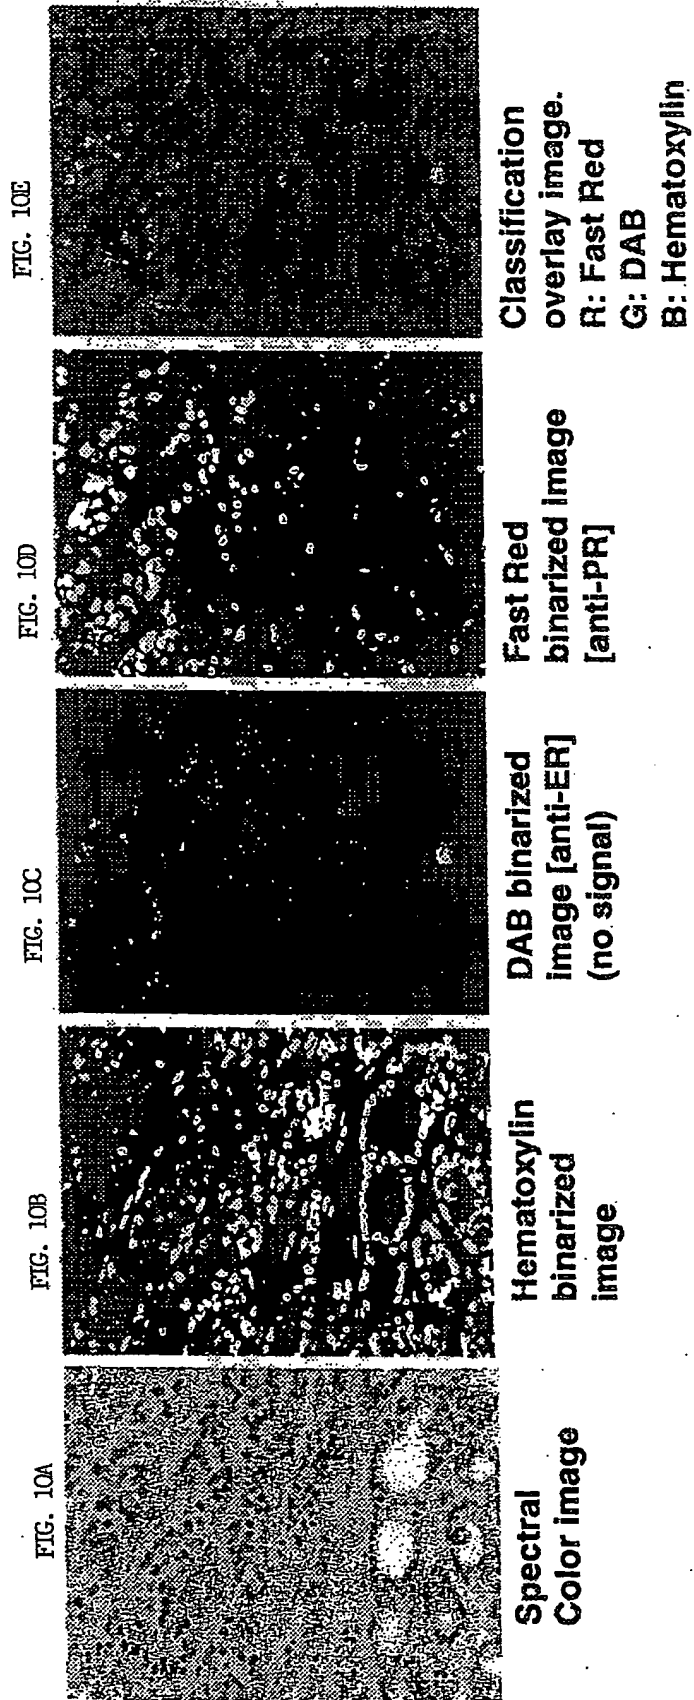 FIG. 10A
Spectral
Color image
FIG. 10B
Hematoxylin
binarized
image
FIG. 10C
DAB binarized
image [anti-ER]
(no signal)
FIG. 10D
Fast Red
binarized image
[anti-PR]
FIG. 10E
Classification
overlay image.
R: Fast Red
G: DAB
B: Hematoxylin